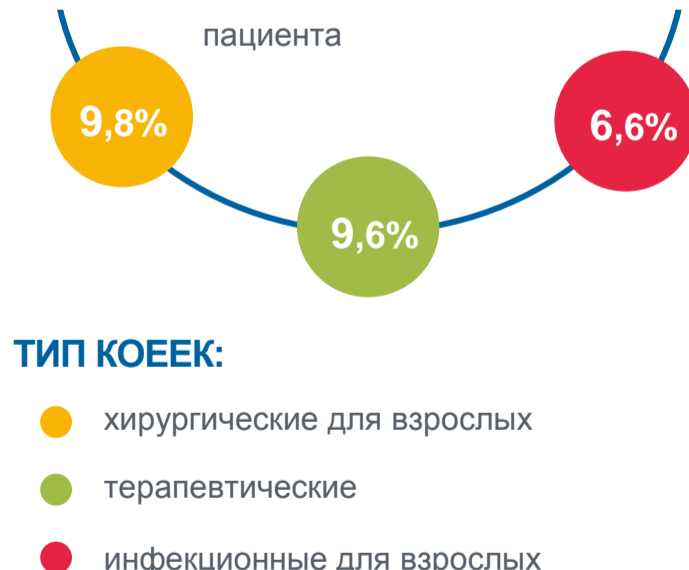 пациента
9,8%
6,6%
9,6%
ТИП КОЕЕК:
хирургические для взрослых
терапевтические
инфекционные для взрослых